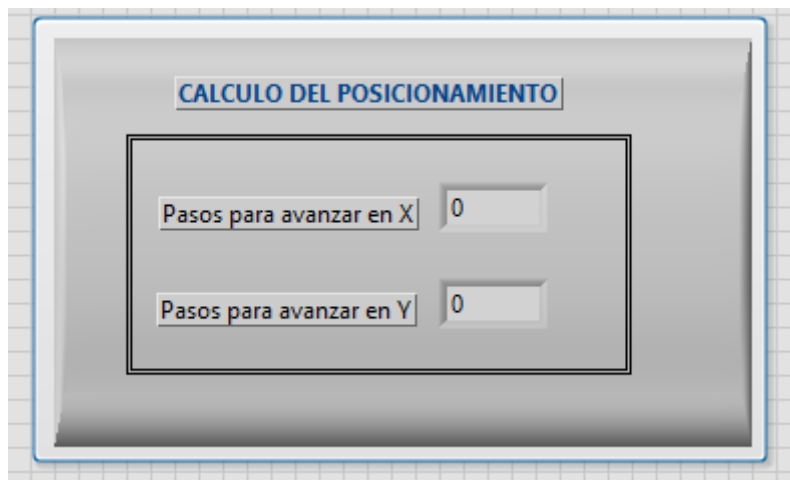 CALCULO DEL POSICIONAMIENTO
Pasos para avanzar en X 0
Pasos para avanzar en Y 0